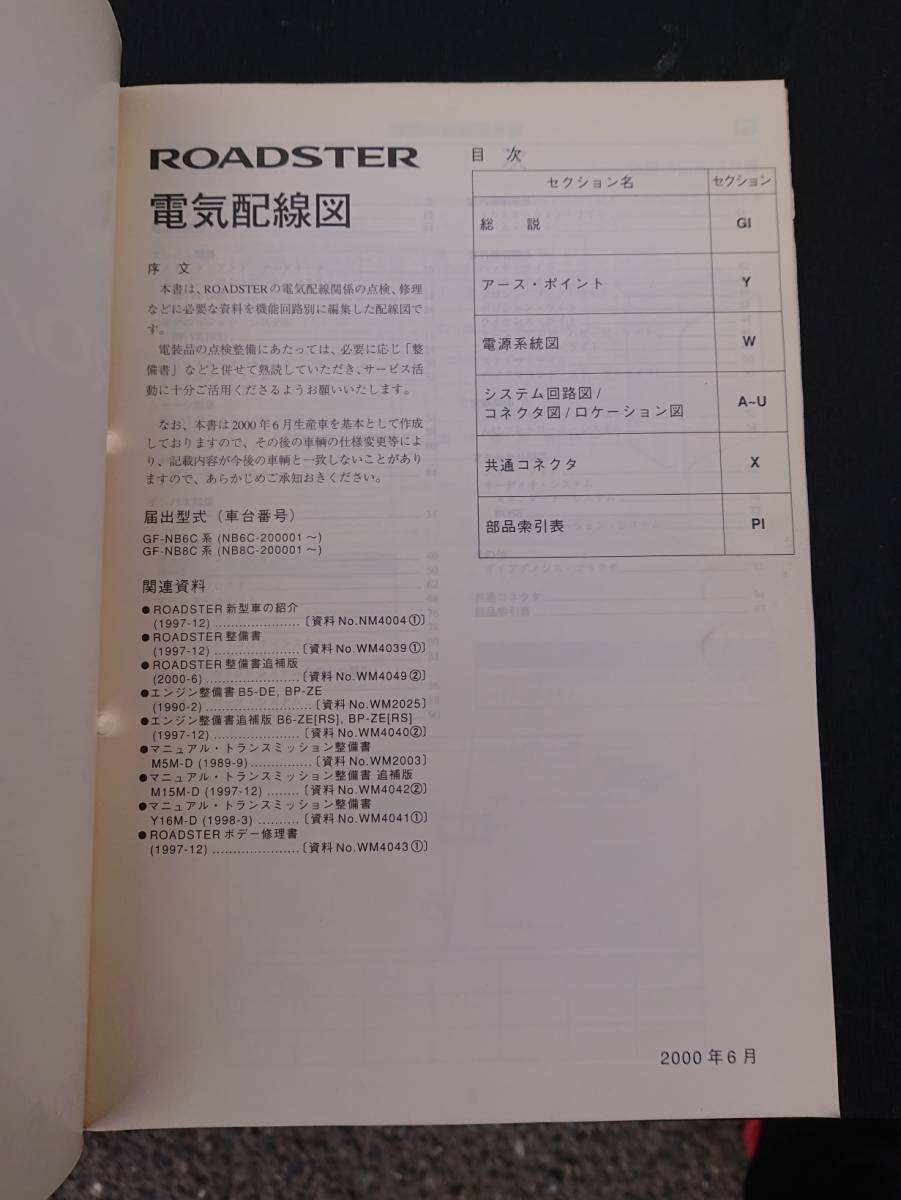 ROADSTER
電気配線図
序文
本書は、ROADSTERの電気配線関係の点検、修理
などに必要な資料を機能回路別に編集した配線図で
す。
電装品の点検整備にあたっては、必要に応じ「整
備書」などと併せて熟読していただき、サービス活
動に十分ご活用くださるようお願いいたします。
なお、本書は2000年6月生産車を基本として作成
しておりますので、その後の車輌の仕様変更等によ
り、記載内容が今後の車輌と一致しないことがあり
ますので、あらかじめご承知おきください。
届出型式（車台番号）
GF-NB6C 系 (NB6C-200001 〜)
GF-NB8C 系 (NB8C-200001 〜)
関連資料
●ROADSTER 新型車の紹介
(1997-12) ..................... 〔資料 No.NM4004①〕
●ROADSTER 整備書
(1997-12) ..................... 〔資料 No.WM4039①〕
●ROADSTER 整備書追補版
(2000-6) ..................... 〔資料 No.WM4049②〕
●エンジン整備書 B5-DE, BP-ZE
(1990-2) ..................... 〔資料 No.WM2025〕
●エンジン整備書追補版 B6-ZE[RS], BP-ZE[RS]
(1997-12) ..................... 〔資料 No.WM4040②〕
●マニュアル・トランスミッション整備書
M5M-D (1989-9)............... 〔資料 No.WM2003〕
●マニュアル・トランスミッション整備書 追補版
M15M-D (1997-12) ........ 〔資料 No.WM4042②〕
●マニュアル・トランスミッション整備書
Y16M-D (1998-3) .......... 〔資料 No.WM4041①〕
●ROADSTER ボデー修理書
(1997-12) ..................... 〔資料 No.WM4043①〕
目次
セクション名 セクション
総説 GI
アース・ポイント Y
電源系統図 W
システム回路図/
コネクタ図/ロケーション図 A~U
共通コネクタ X
部品索引表 PI
2000年6月